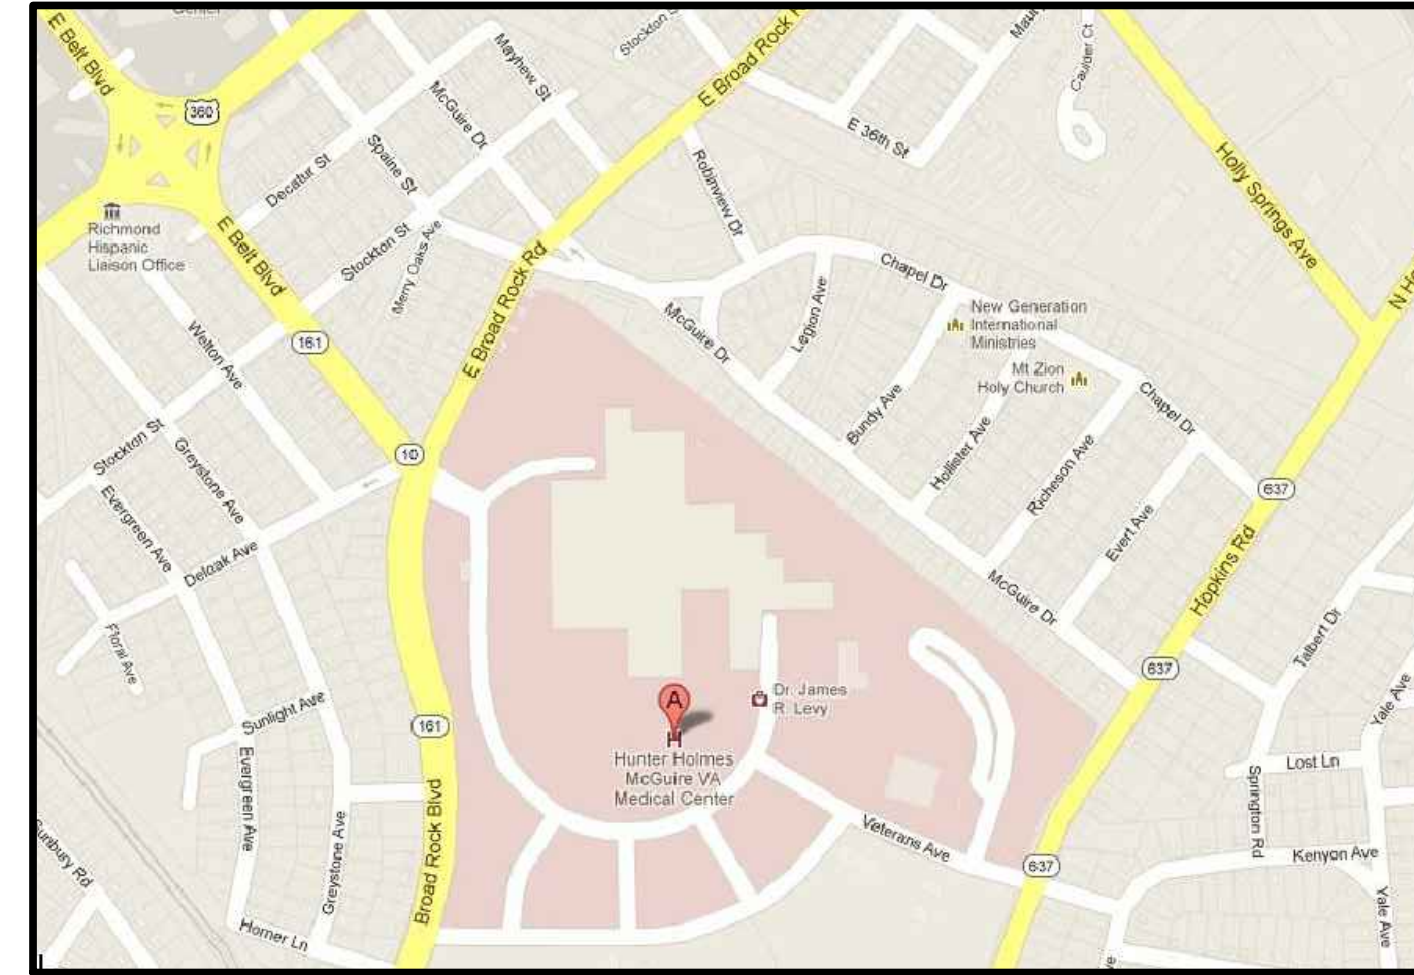 Center
E Belt Blvd
360
Mayhew St
Stockton S
E Broad Rock R
Maur
Caulder Ct
McGuire Dr
E 36th St
Decatur St
Spaine St
Robinview Dr
Holly Springs Ave
Richmond
Hispanic
Liaison Office
E Belt Blvd
Stockton St
Merry Oaks Ave
E Broad Rock Rd
Chapel Dr
N Ho
161
Welton Ave
McGuire Dr
Legion Ave
New Generation
International
Ministries
Mt Zion
Holy Church
Bundy Ave
Chapel Dr
Stockton St
Greystone Ave
10
Hollister Ave
Richeson Ave
637
Evergreen Ave
Deloak Ave
Evert Ave
Hopkins Rd
McGuire Dr
Floral Ave
Talbert Dr
637
Sunlight Ave
161
A
Dr. James
R. Levy
H
Hunter Holmes
McGuire VA
Medical Center
Yale Ave
Lost Ln
Evergreen Ave
Greystone Ave
Broad Rock Blvd
Veterans Ave
637
Springton Rd
Kenyon Ave
Yale Ave
Sunbury Rd
Horner Ln
ve